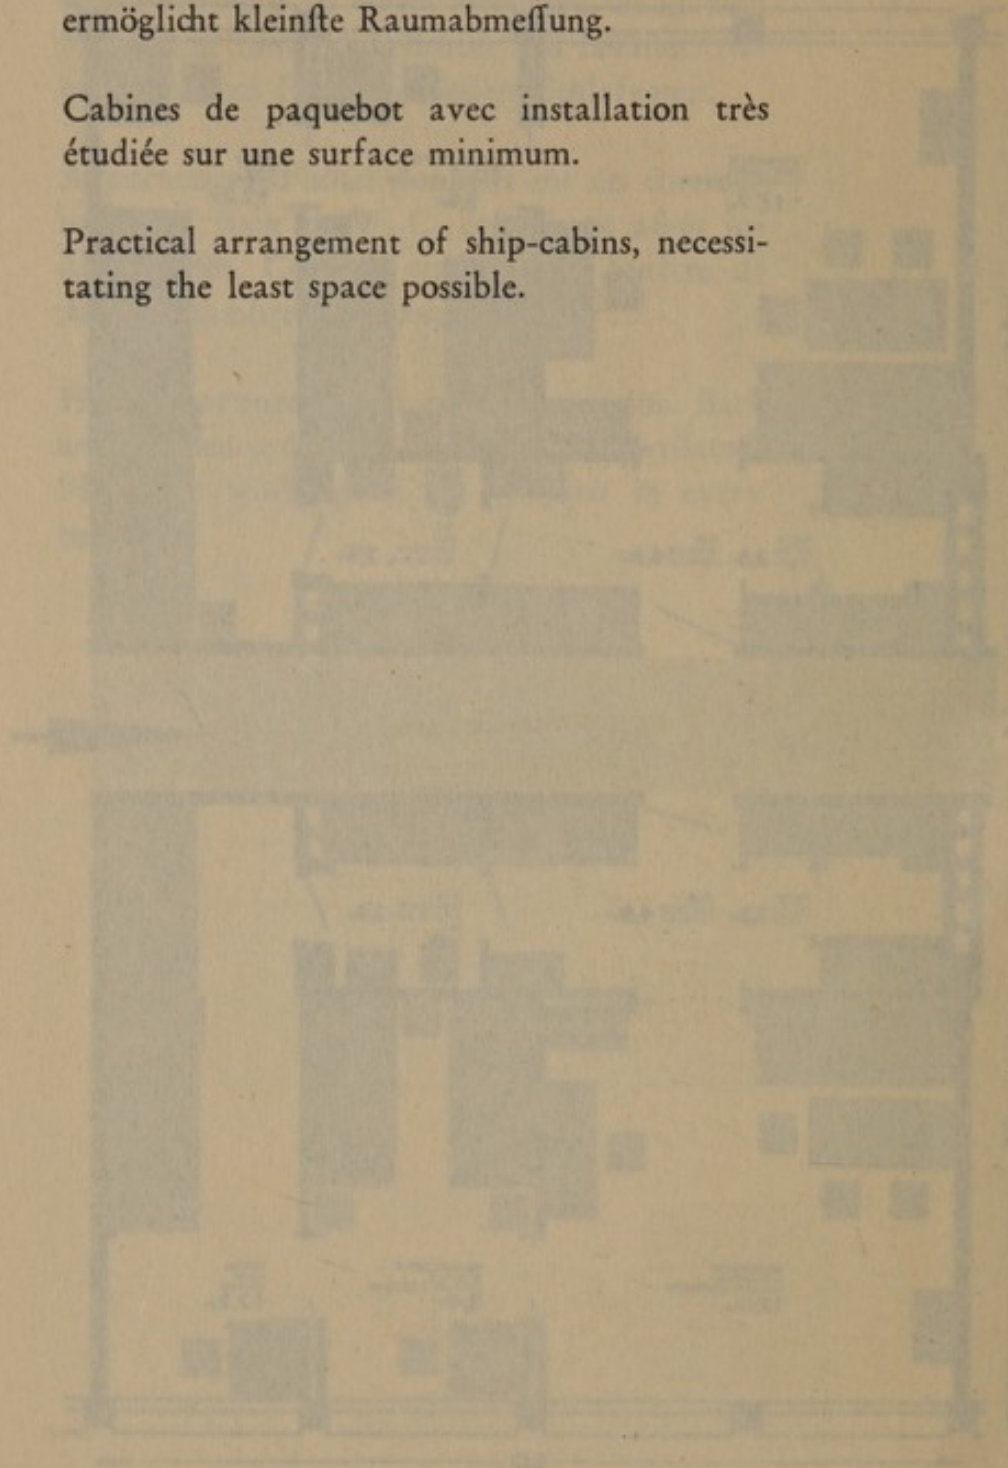 ermöglicht kleinſte Raumabmeſſung.
Cabines de paquebot avec installation très
étudiée sur une surface minimum.
Practical arrangement of ship-cabins, necessi-
tating the least space possible.